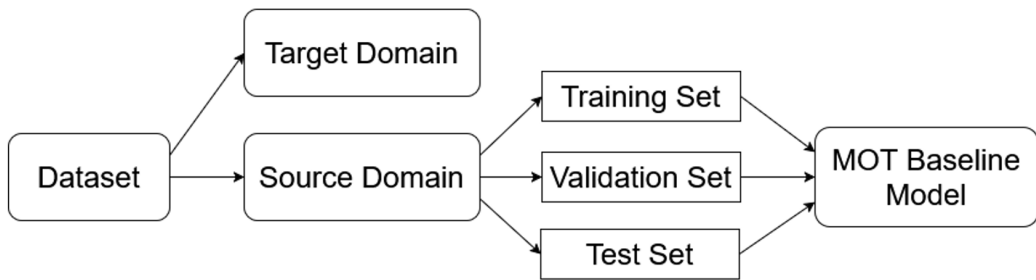 Target Domain
Training Set
Dataset
Source Domain
Validation Set
MOT Baseline
Model
Test Set